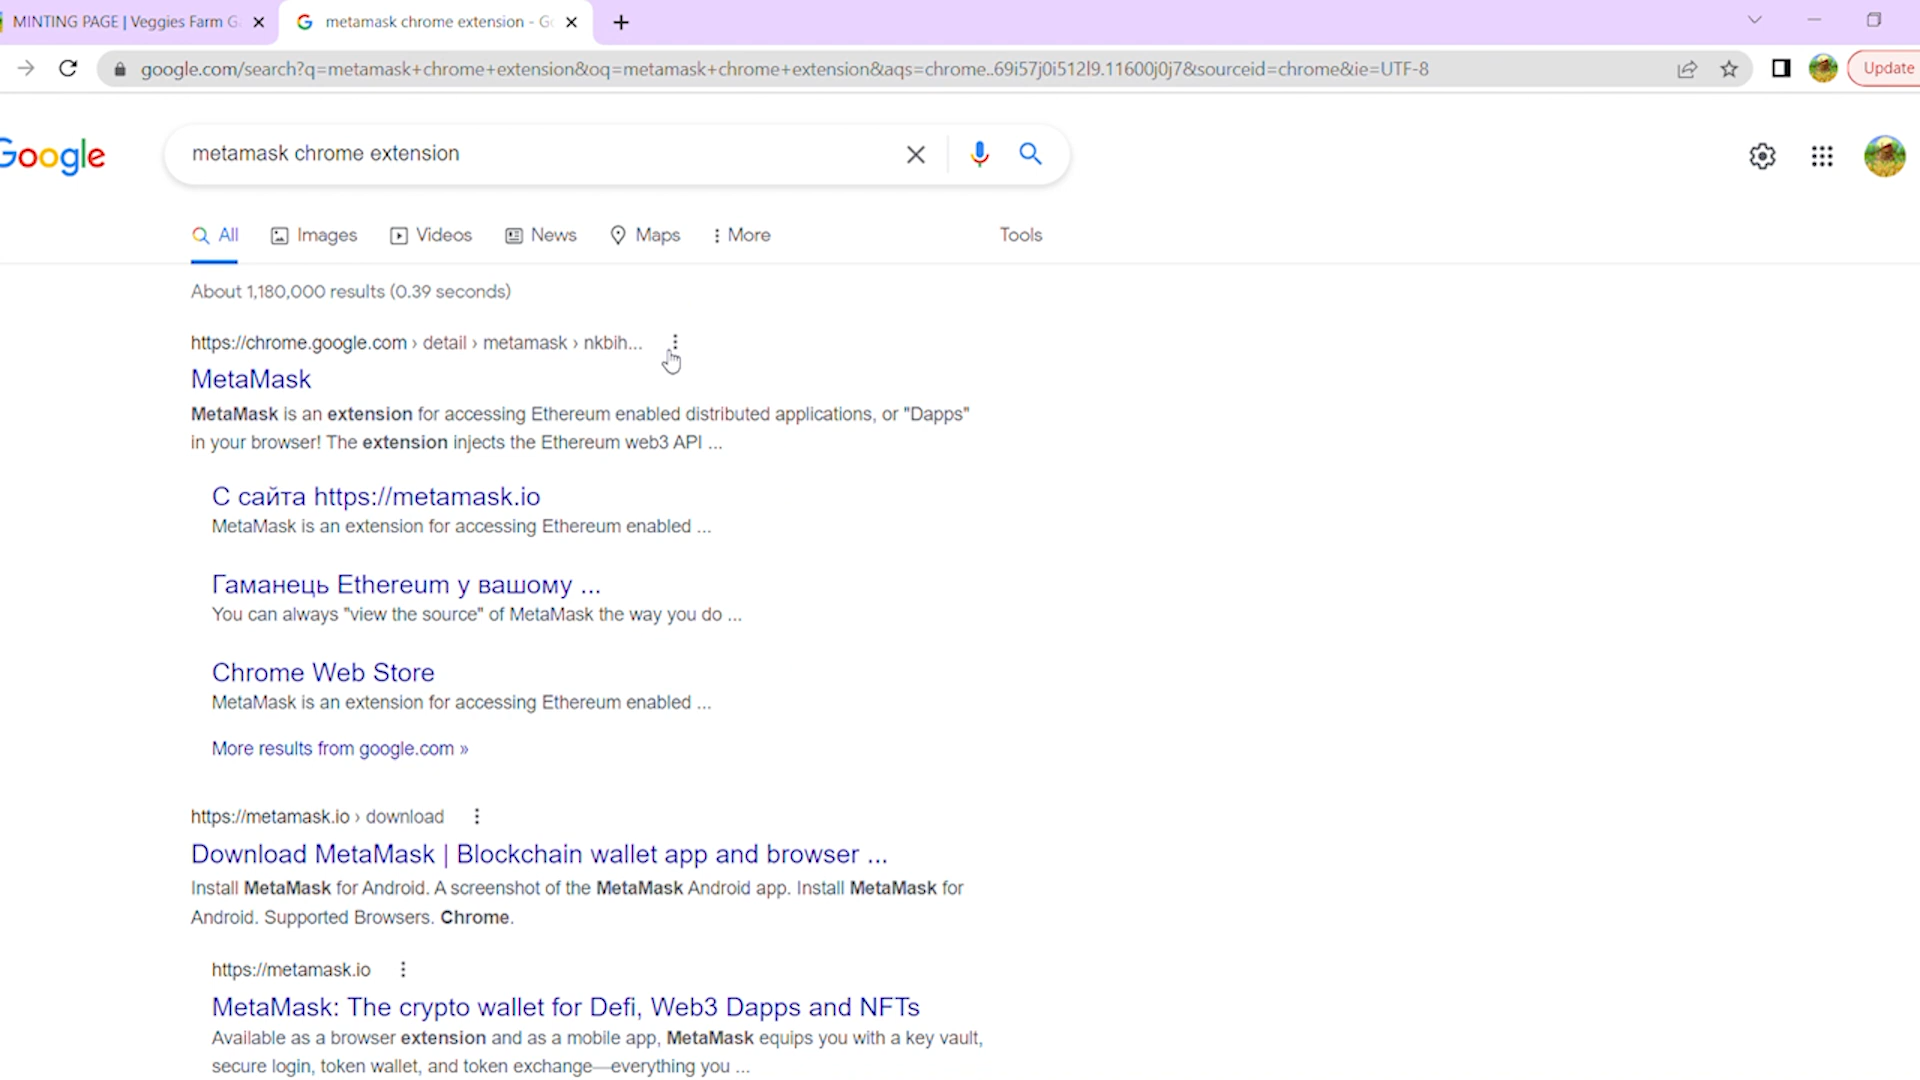 MINTING PAGE | Veggies Farm G
metamask chrome extension - G
google.com/search?q=metamask+chrome+extension&oq=metamask+chrome+extension&aqs=chrome..69i57j0i512l9.11600j0j7&sourceid=chrome&ie=UTF-8
Update
Google
metamask chrome extension
All Images Videos News Maps More Tools
About 1,180,000 results (0.39 seconds)
https://chrome.google.com › detail › metamask › nkbih...
MetaMask
MetaMask is an extension for accessing Ethereum enabled distributed applications, or "Dapps"
in your browser! The extension injects the Ethereum web3 API ...
С сайта https://metamask.io
MetaMask is an extension for accessing Ethereum enabled ...
Гаманець Ethereum у вашому ...
You can always "view the source" of MetaMask the way you do ...
Chrome Web Store
MetaMask is an extension for accessing Ethereum enabled ...
More results from google.com »
https://metamask.io › download
Download MetaMask | Blockchain wallet app and browser ...
Install MetaMask for Android. A screenshot of the MetaMask Android app. Install MetaMask for
Android. Supported Browsers. Chrome.
https://metamask.io
MetaMask: The crypto wallet for Defi, Web3 Dapps and NFTs
Available as a browser extension and as a mobile app, MetaMask equips you with a key vault,
secure login, token wallet, and token exchange—everything you ...